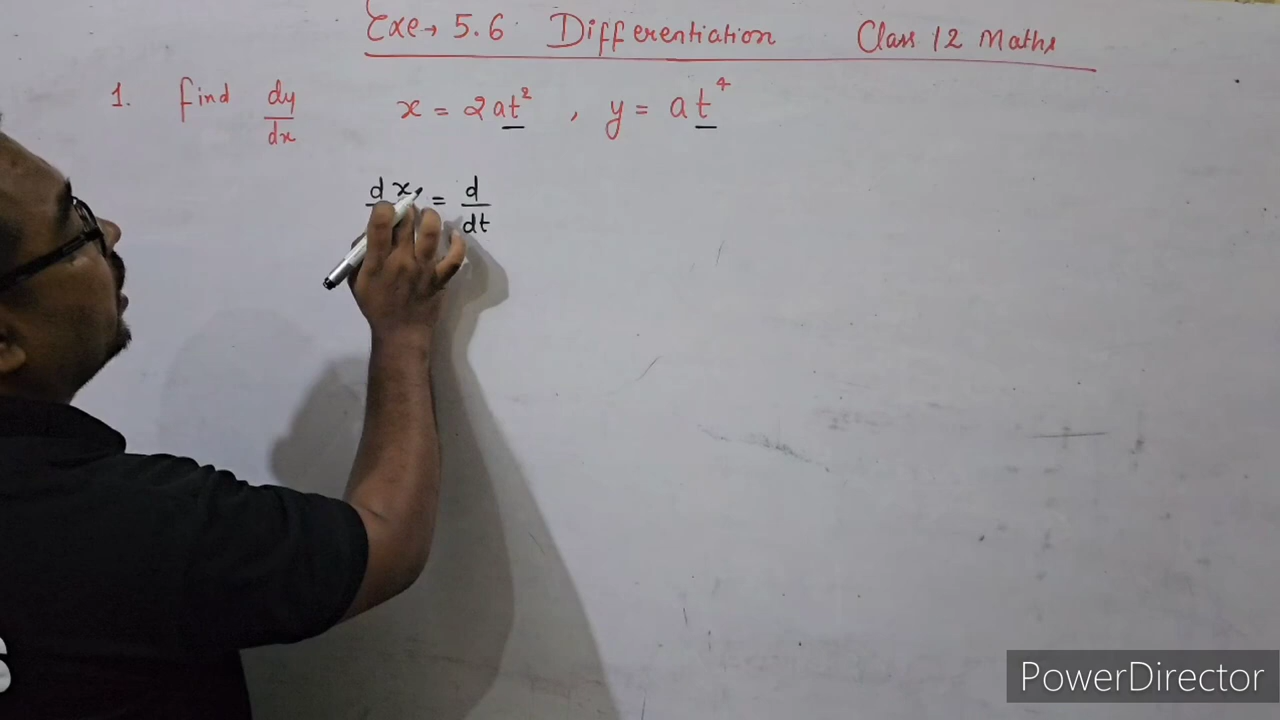 Exe→ 5.6 Differentiation Class 12 Maths
1. find dy/dx x = 2at² , y = at⁴
dx = d/dt
PowerDirector